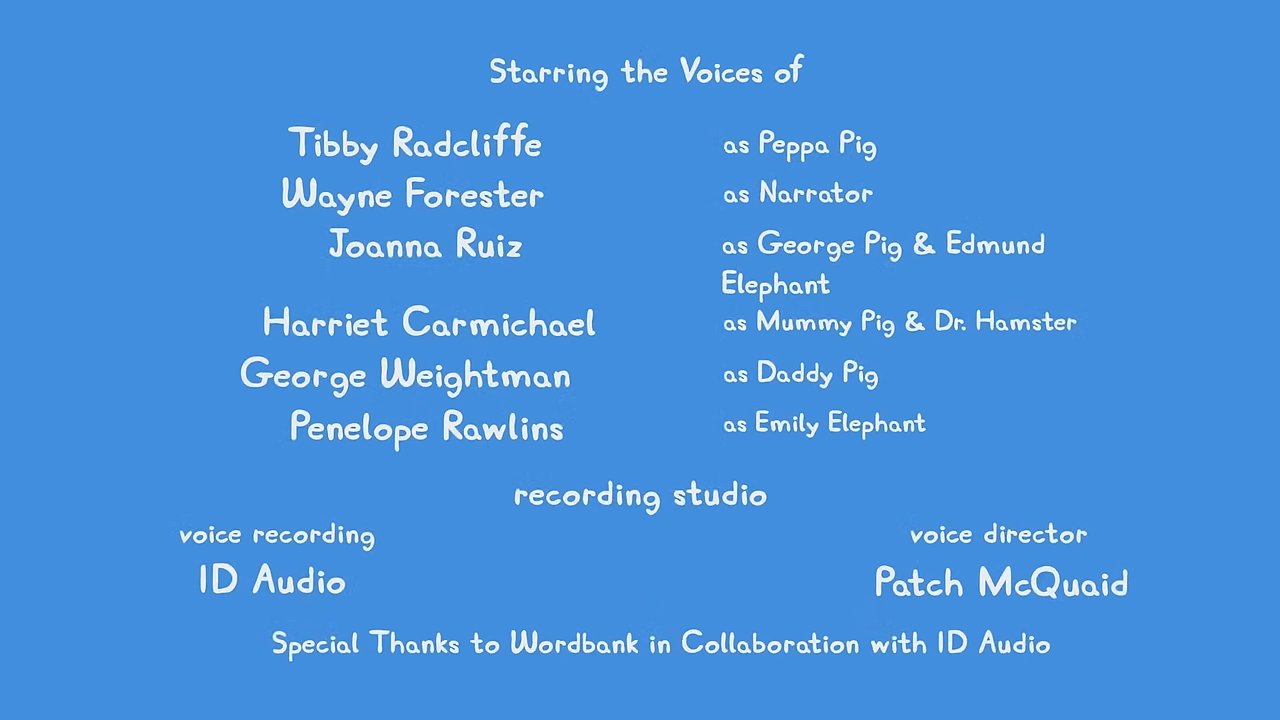 Starring the Voices of
Tibby Radcliffe as Peppa Pig
Wayne Forester as Narrator
Joanna Ruiz as George Pig & Edmund
Elephant
Harriet Carmichael as Mummy Pig & Dr. Hamster
George Weightman as Daddy Pig
Penelope Rawlins as Emily Elephant
recording studio
voice recording voice director
ID Audio Patch McQuaid
Special Thanks to Wordbank in Collaboration with ID Audio